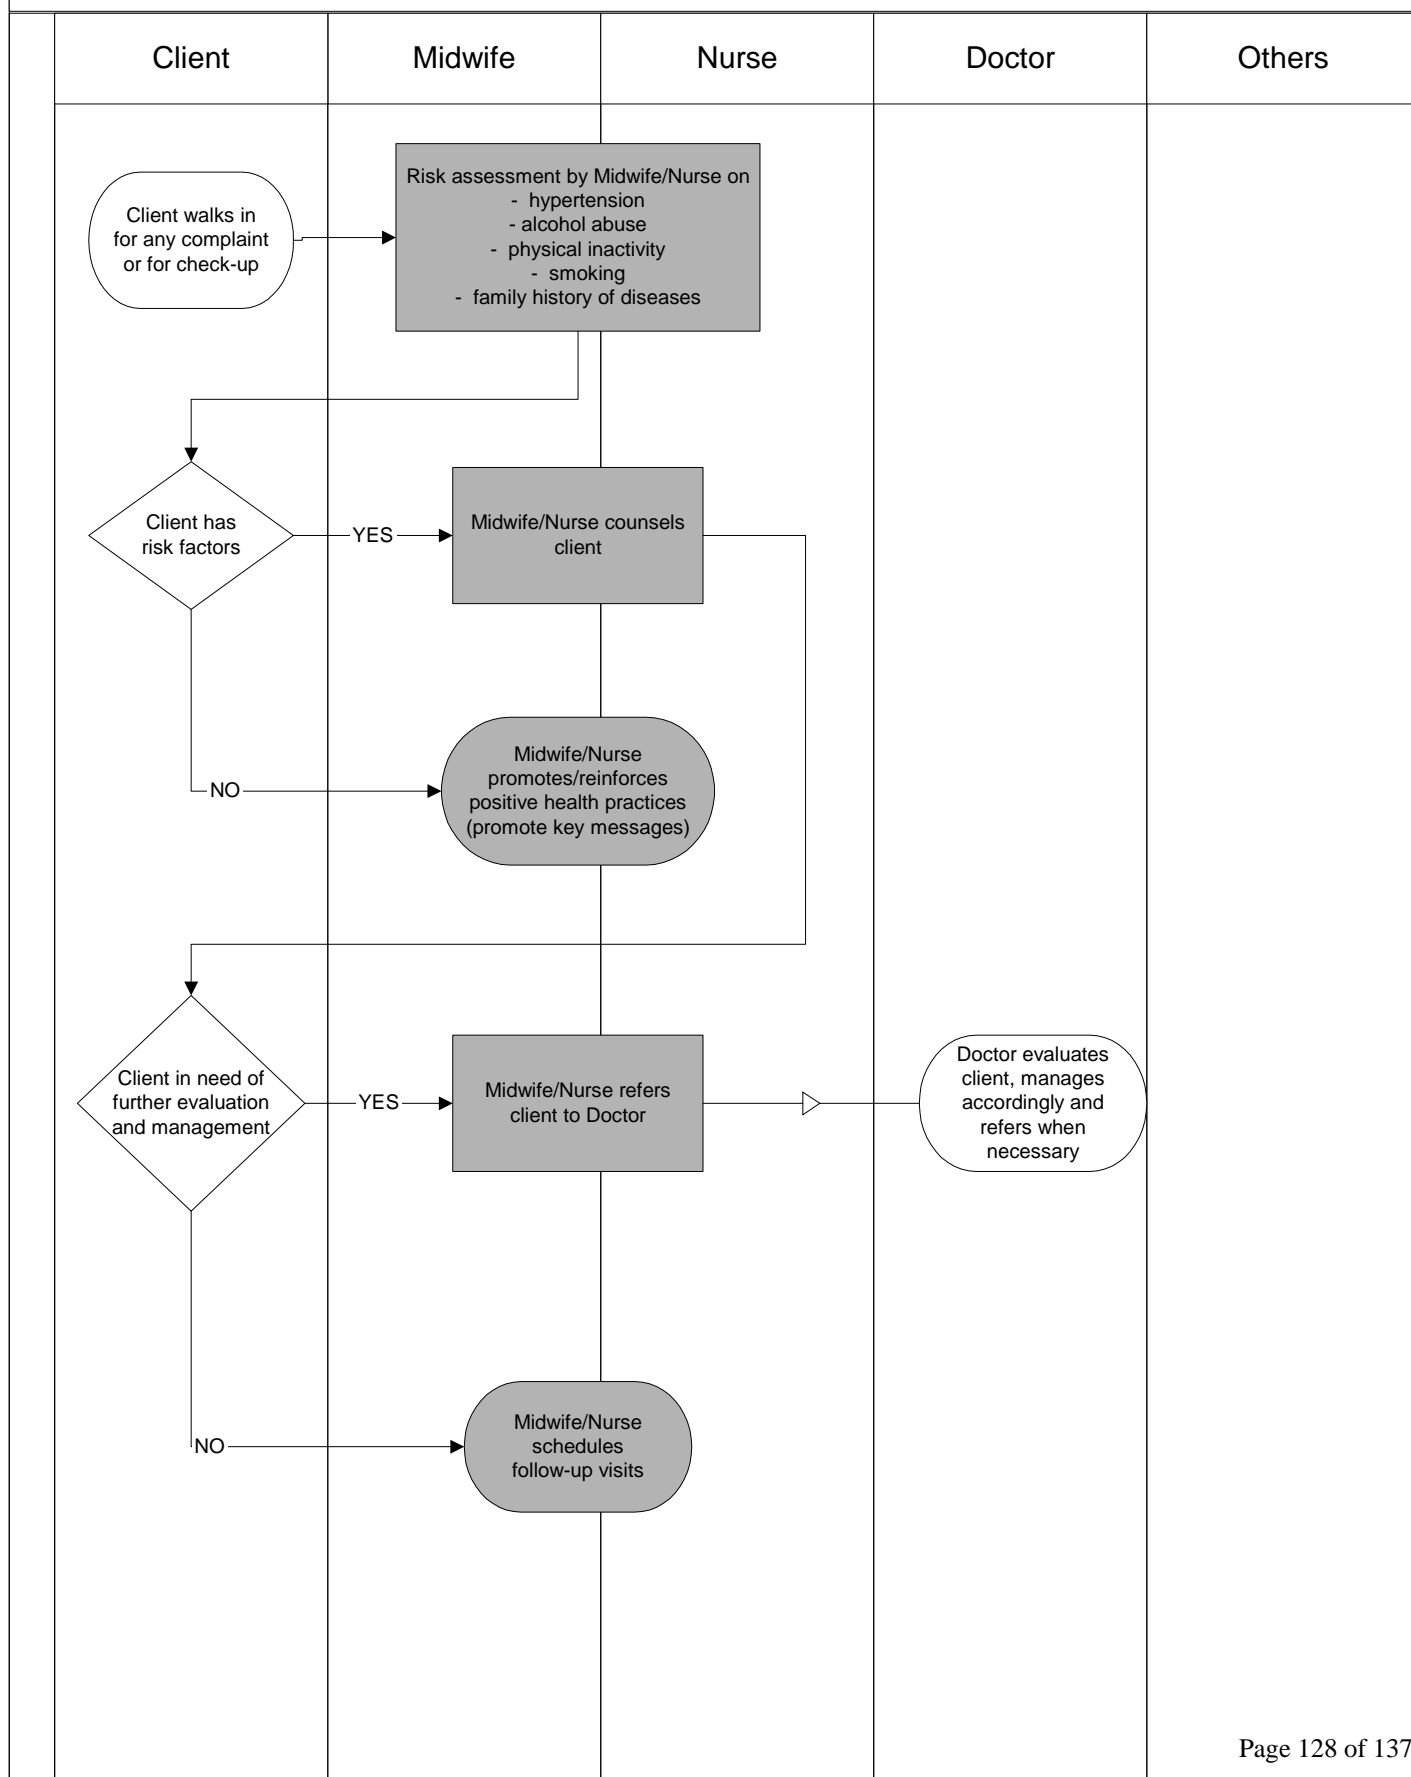 Client
Midwife
Nurse
Doctor
Others
Client walks in
for any complaint
or for check-up
Risk assessment by Midwife/Nurse on
- hypertension
- alcohol abuse
- physical inactivity
- smoking
- family history of diseases
Client has
risk factors
YES
Midwife/Nurse counsels
client
NO
Midwife/Nurse
promotes/reinforces
positive health practices
(promote key messages)
Client in need of
further evaluation
and management
YES
Midwife/Nurse refers
client to Doctor
Doctor evaluates
client, manages
accordingly and
refers when
necessary
NO
Midwife/Nurse
schedules
follow-up visits
Page 128 of 137